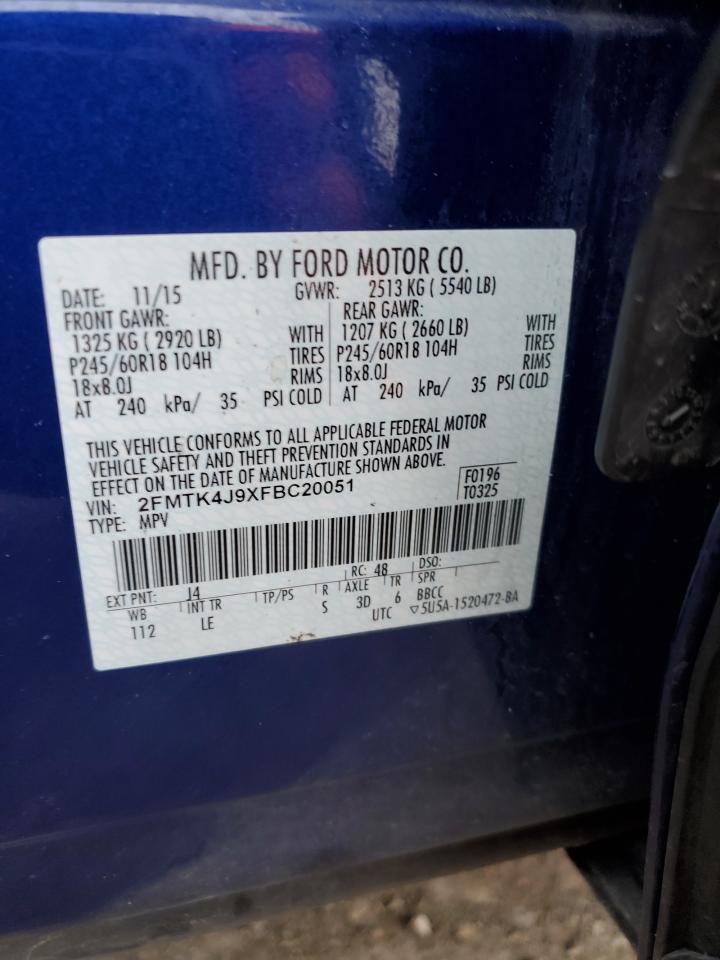 MFD. BY FORD MOTOR CO.
DATE: 11/15 GVWR: 2513 KG ( 5540 LB)
FRONT GAWR: REAR GAWR:
1325 KG ( 2920 LB) WITH 1207 KG ( 2660 LB) WITH
P245/60R18 104H TIRES P245/60R18 104H TIRES
18x8.0J RIMS 18x8.0J RIMS
AT 240 kPa/ 35 PSI COLD AT 240 kPa/ 35 PSI COLD
THIS VEHICLE CONFORMS TO ALL APPLICABLE FEDERAL MOTOR
VEHICLE SAFETY AND THEFT PREVENTION STANDARDS IN
EFFECT ON THE DATE OF MANUFACTURE SHOWN ABOVE.
VIN: 2FMTK4J9XFBC20051 F0196
TYPE: MPV T0325
EXT PNT: J4 RC: 48 DSO:
WB INT TR TP/PS R AXLE TR SPR
112 LE S 3D 6 BBCC
UTC ▽5U5A-1520472-BA